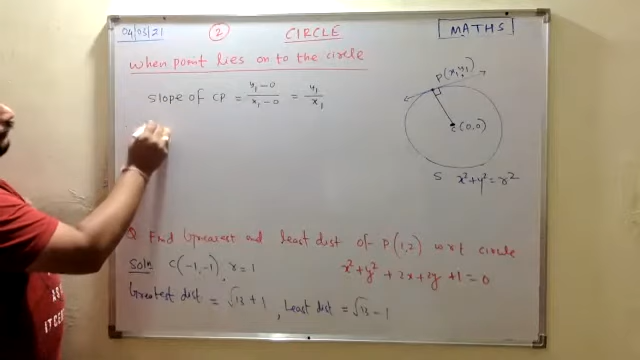 04/03/21 ② CIRCLE MATHS
when point lies on to the circle
Slope of CP = y₁-0 / x₁-0 = y₁ / x₁
P(x₁,y₁)
C(0,0)
S x²+y²=r²
Q Find Greatest and least dist of P(1,2) wrt circle
x²+y²+2x+2y+1=0
Soln C(-1,-1), r=1
Greatest dist = √13 + 1, Least dist = √13 - 1